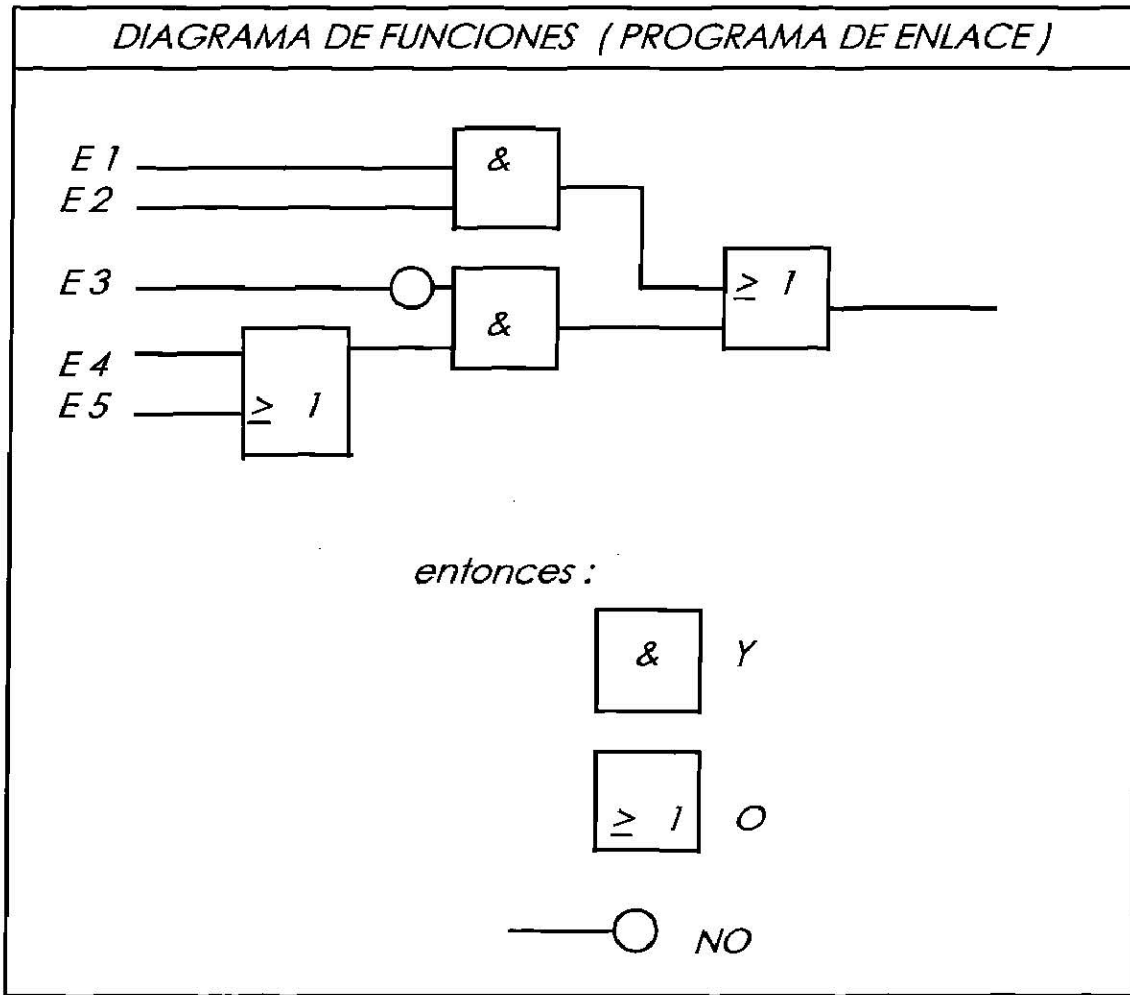 DIAGRAMA DE FUNCIONES ( PROGRAMA DE ENLACE )
E 1
&
E 2
E 3
≥ 1
&
E 4
E 5
≥ 1
entonces :
& Y
≥ 1 O
NO